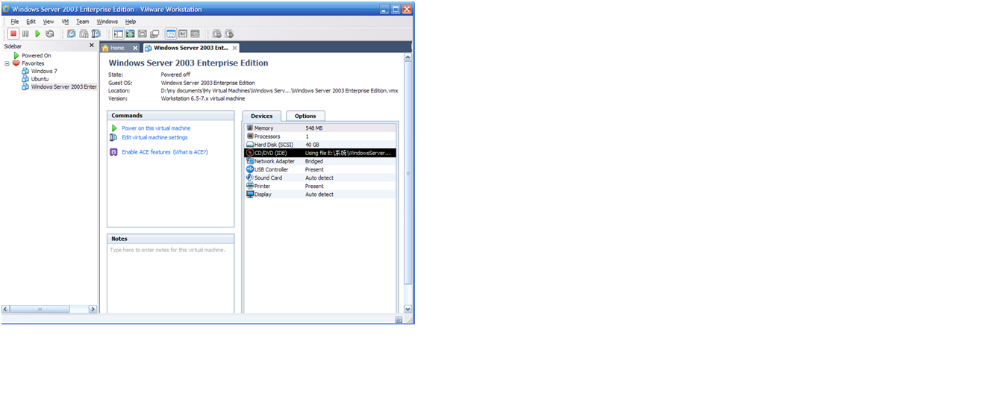 Windows Server 2003 Enterprise Edition - VMware Workstation
File Edit View VM Team Windows Help
Sidebar
Home
Windows Server 2003 Ent...
Powered On
Favorites
Windows 7
Ubuntu
Windows Server 2003 Enter
Windows Server 2003 Enterprise Edition
State: Powered off
Guest OS: Windows Server 2003 Enterprise Edition
Location: D:\my documents\My Virtual Machines\Windows Serv...\Windows Server 2003 Enterprise Edition.vmx
Version: Workstation 6.5-7.x virtual machine
Commands
Power on this virtual machine
Edit virtual machine settings
Enable ACE features (What is ACE?)
Notes
Type here to enter notes for this virtual machine.
Devices Options
Memory 548 MB
Processors 1
Hard Disk (SCSI) 40 GB
CD/DVD (IDE) Using file E:\系统\WindowsServer...
Network Adapter Bridged
USB Controller Present
Sound Card Auto detect
Printer Present
Display Auto detect